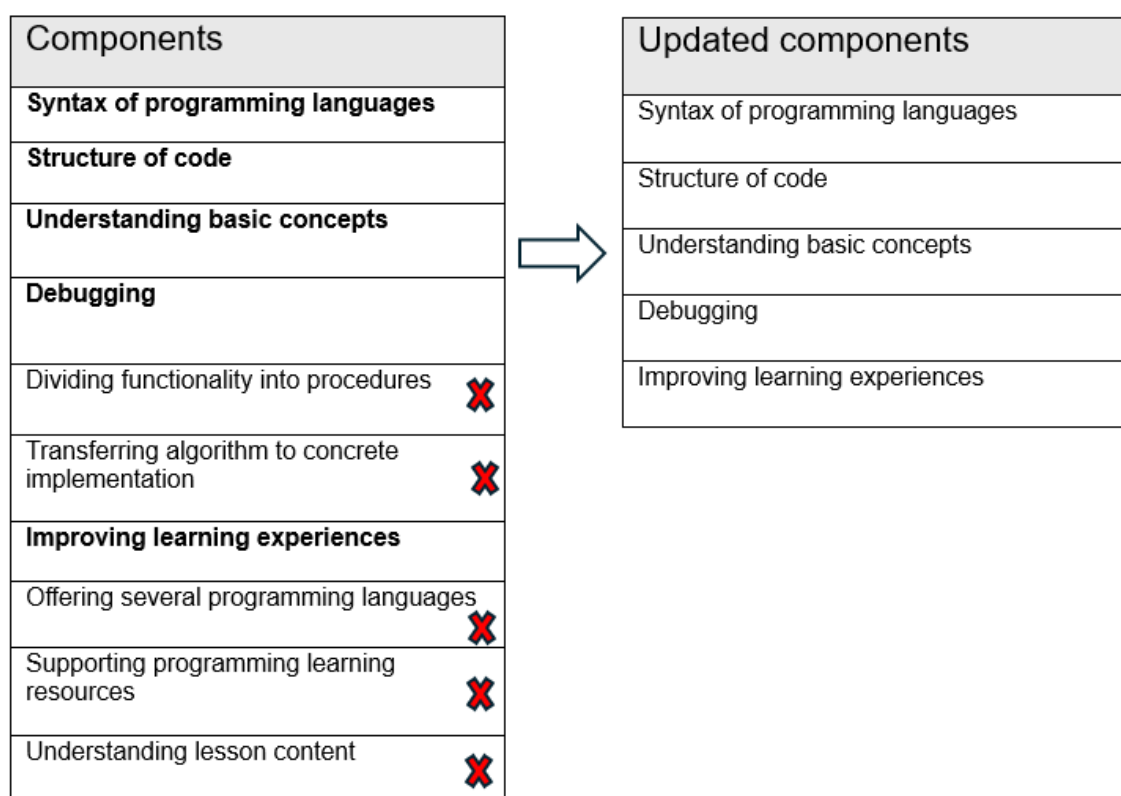 Components
Syntax of programming languages
Structure of code
Understanding basic concepts
Debugging
Dividing functionality into procedures
Transferring algorithm to concrete
implementation
Improving learning experiences
Offering several programming languages
Supporting programming learning
resources
Understanding lesson content
Updated components
Syntax of programming languages
Structure of code
Understanding basic concepts
Debugging
Improving learning experiences